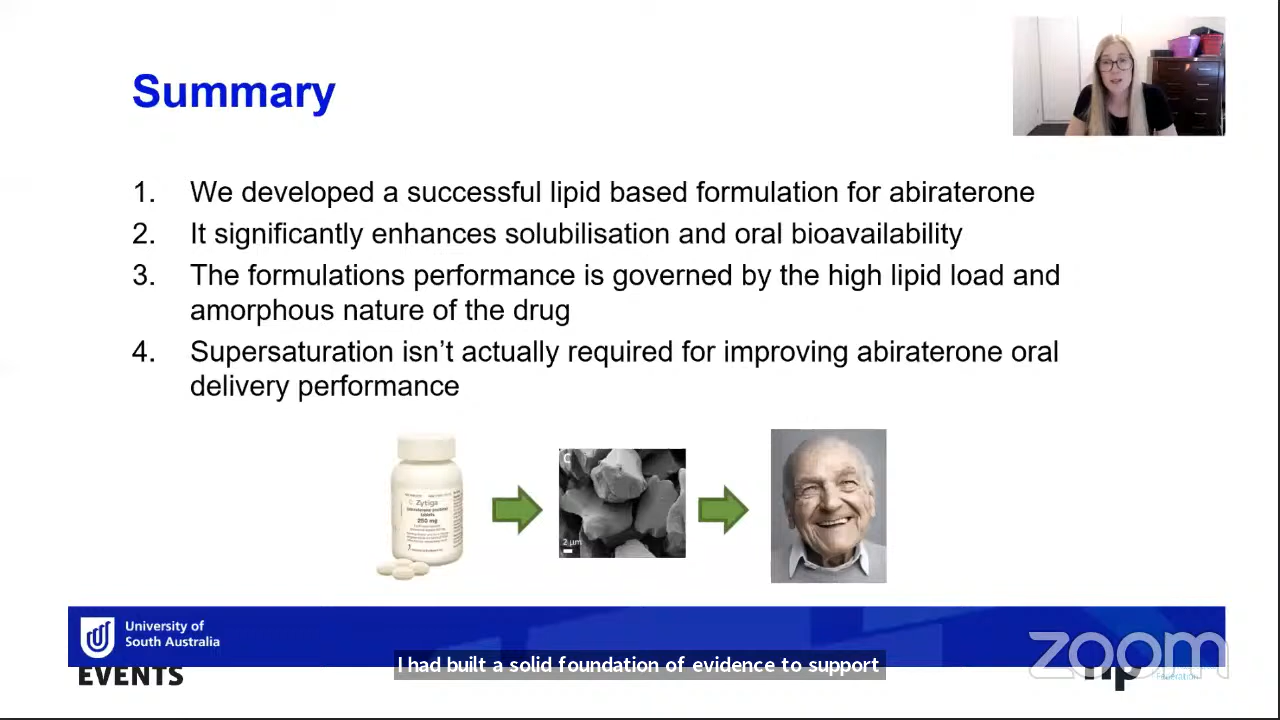 Summary
1. We developed a successful lipid based formulation for abiraterone
2. It significantly enhances solubilisation and oral bioavailability
3. The formulations performance is governed by the high lipid load and
amorphous nature of the drug
4. Supersaturation isn't actually required for improving abiraterone oral
delivery performance
Zytiga
tablets
250 mg
C
2 µm
University of
South Australia
EVENTS
I had built a solid foundation of evidence to support
zoom
Federation